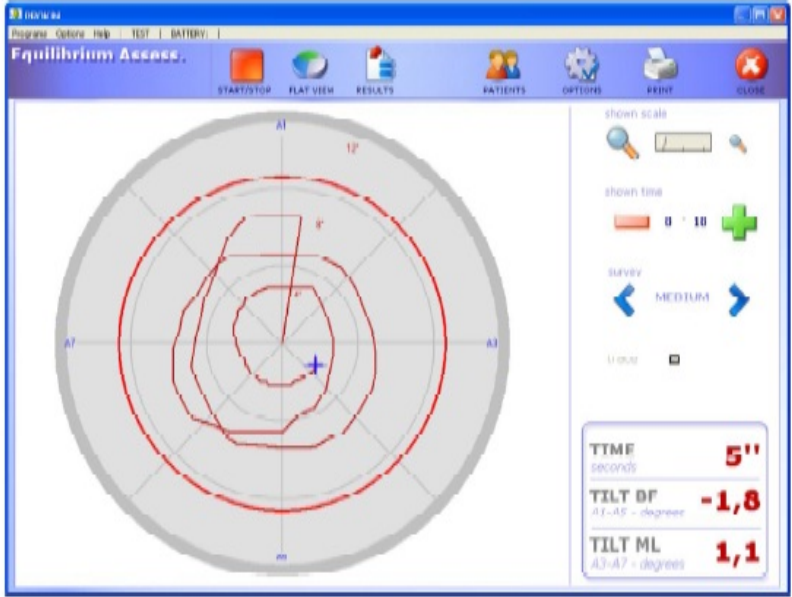 Programs Options Help | TEST | BATTERY: |
Equilibrium Assess.
START/STOP FLAT VIEW RESULTS PATIENTS OPTIONS PRINT CLOSE
shown scale
A1
12°
shown time
8°
8 " 10
survey
MEDIUM
4°
A7
A3
TIME
seconds
5''
TILT BF
A1-A5 - degrees
-1,8
TILT ML
A3-A7 - degrees
1,1